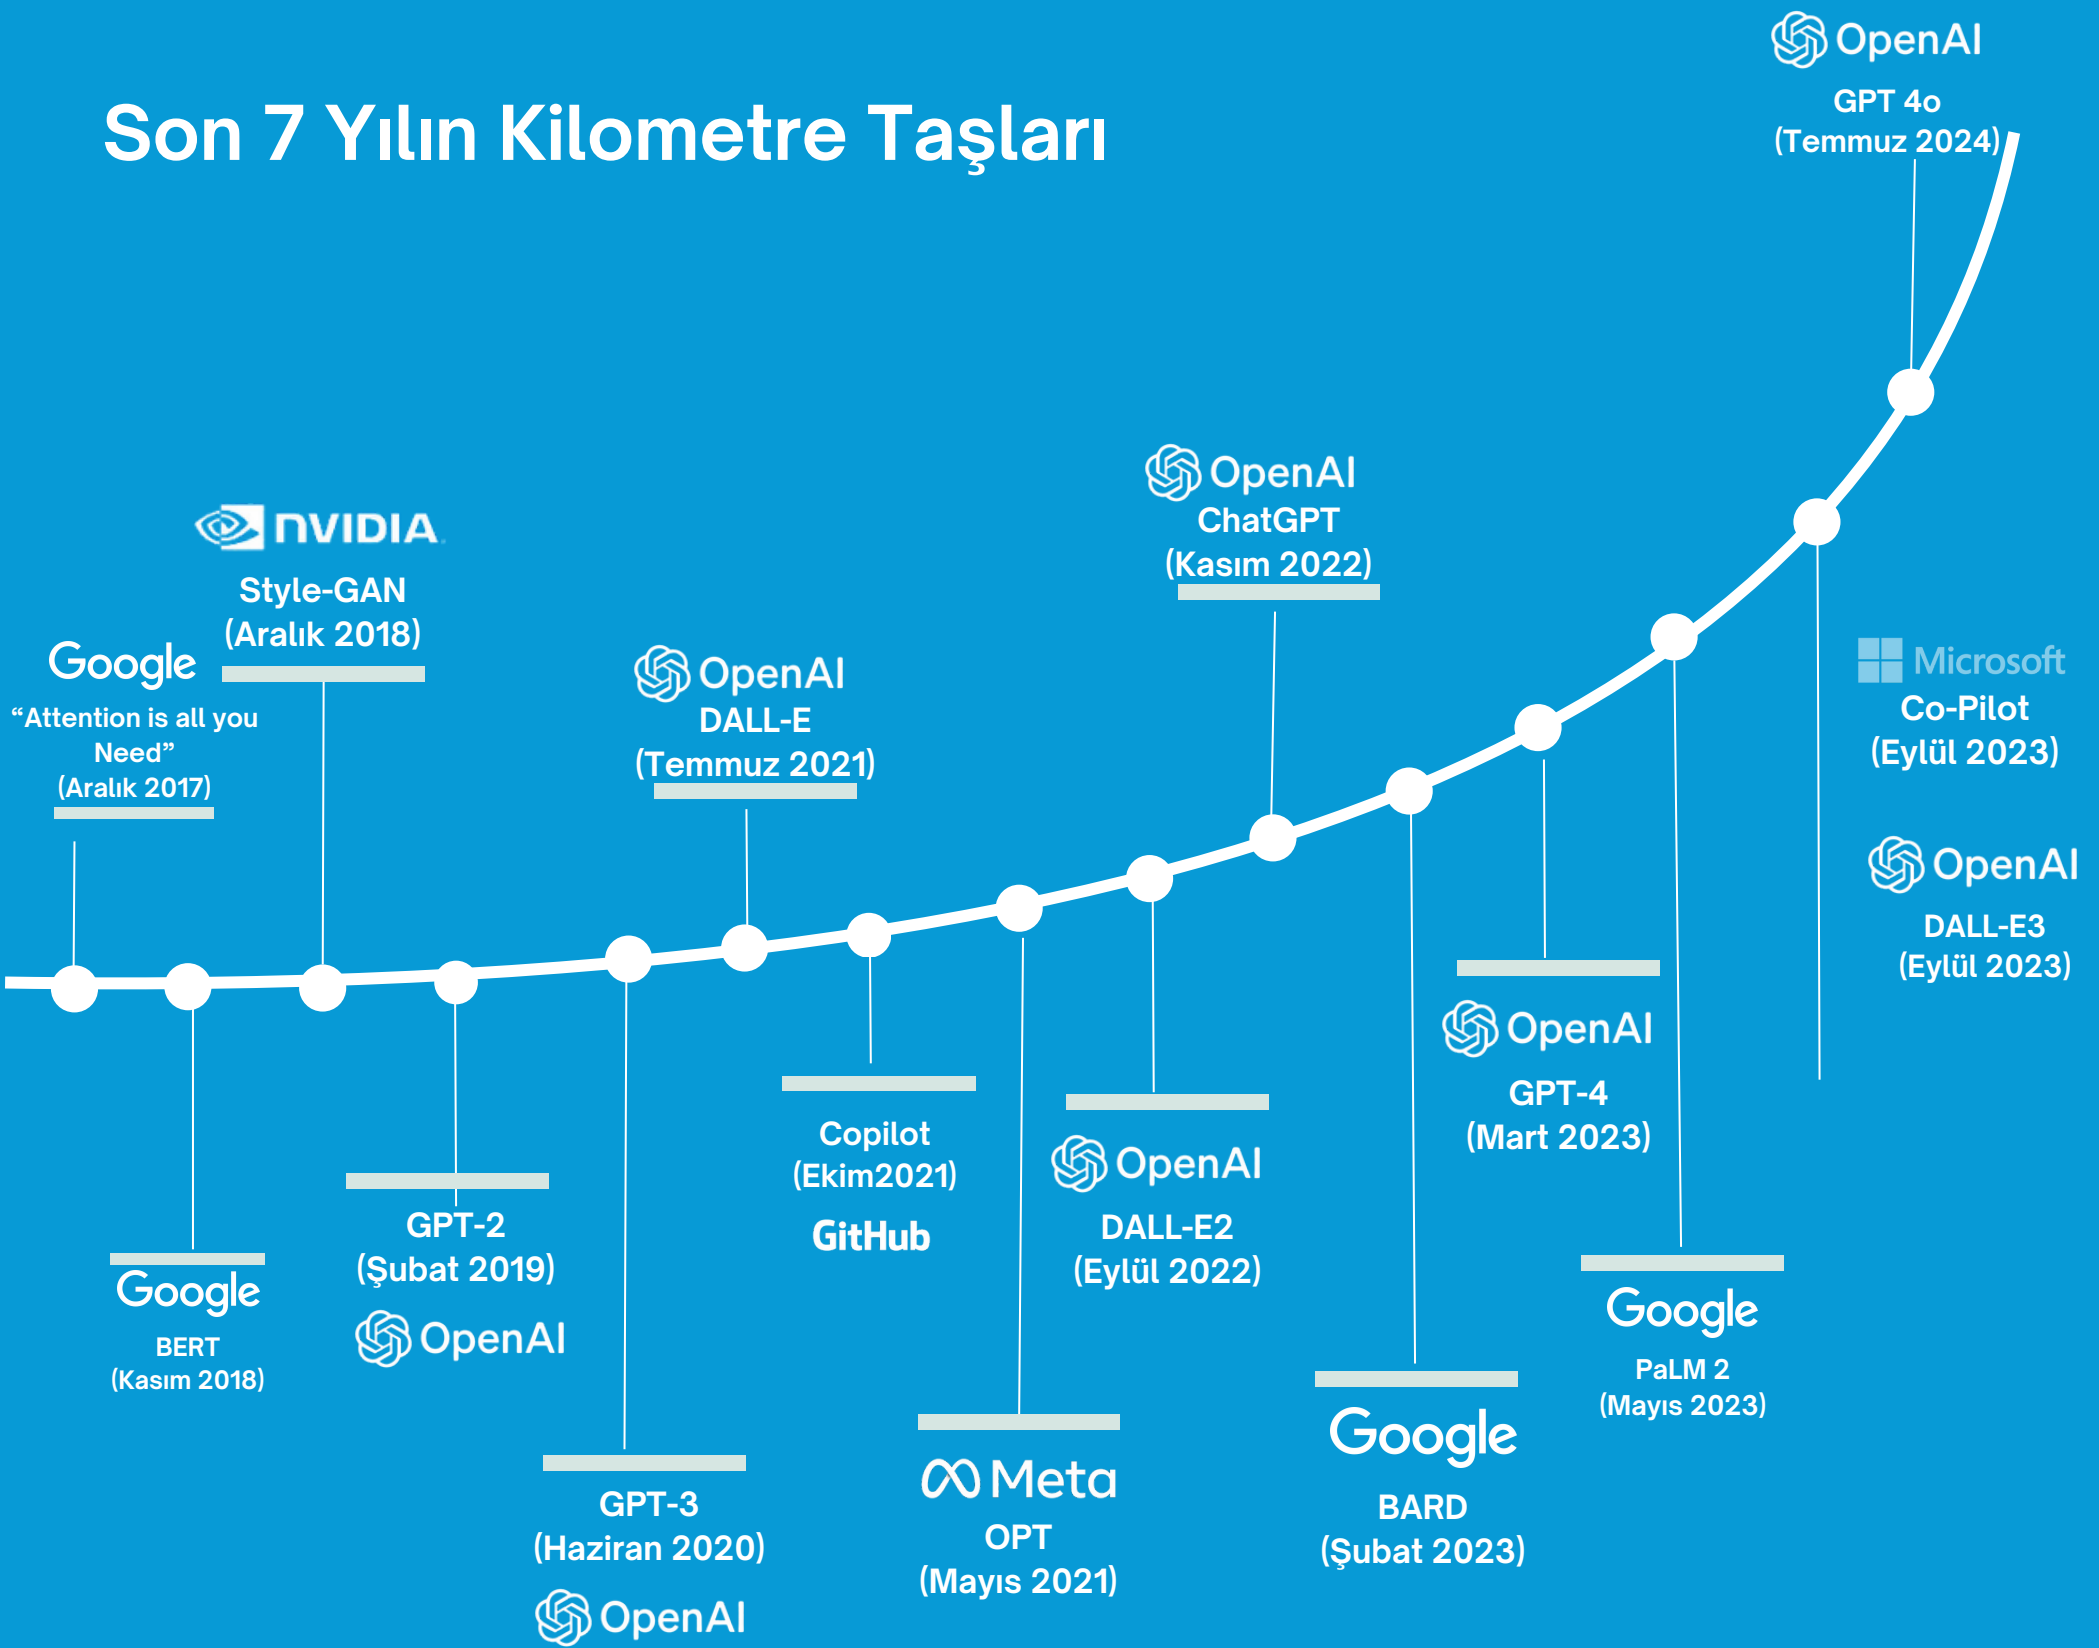 Son 7 Yılın Kilometre Taşları
Google
“Attention is all you
Need”
(Aralık 2017)
Google
BERT
(Kasım 2018)
NVIDIA.
Style-GAN
(Aralık 2018)
GPT-2
(Şubat 2019)
OpenAI
GPT-3
(Haziran 2020)
OpenAI
OpenAI
DALL-E
(Temmuz 2021)
Copilot
(Ekim2021)
GitHub
Meta
OPT
(Mayıs 2021)
OpenAI
DALL-E2
(Eylül 2022)
OpenAI
ChatGPT
(Kasım 2022)
Google
BARD
(Şubat 2023)
OpenAI
GPT-4
(Mart 2023)
Google
PaLM 2
(Mayıs 2023)
Microsoft
Co-Pilot
(Eylül 2023)
OpenAI
DALL-E3
(Eylül 2023)
OpenAI
GPT 4o
(Temmuz 2024)